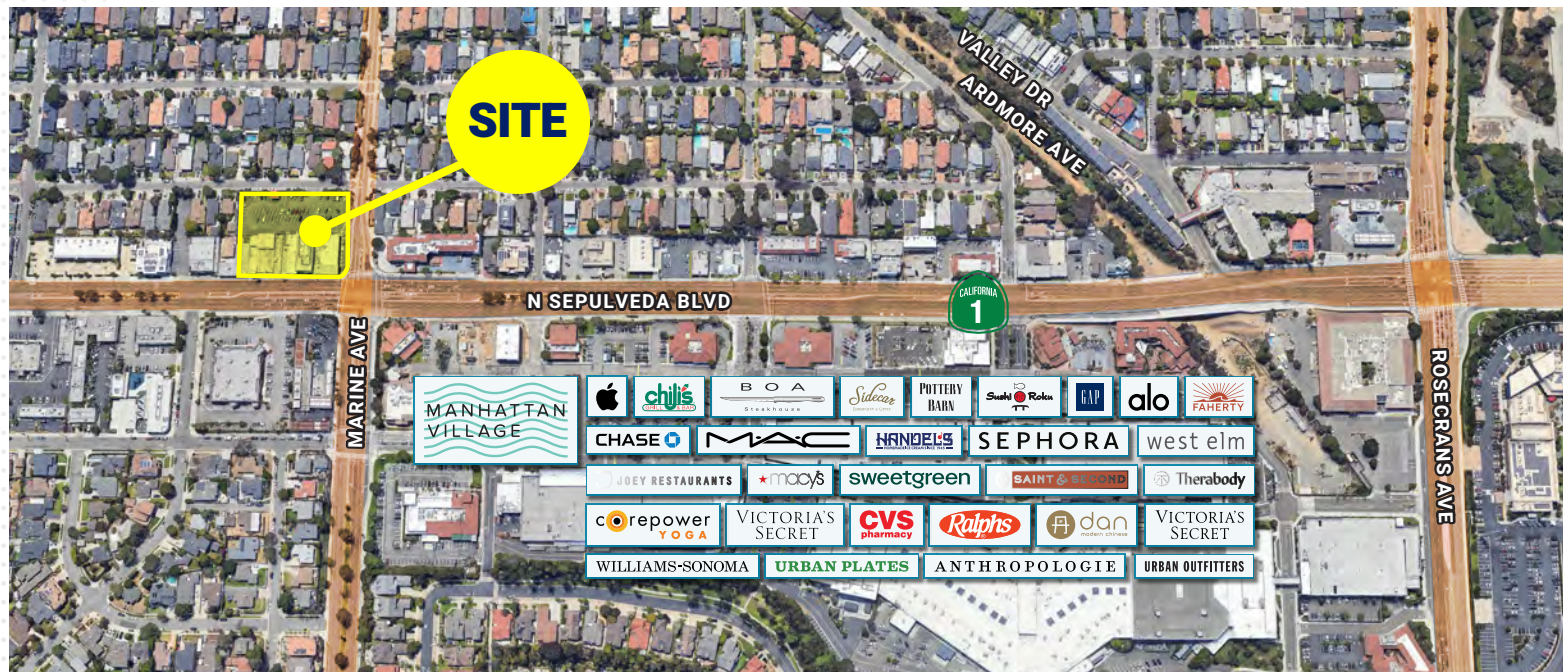 SITE
VALLEY DR
ARDMORE AVE
N SEPULVEDA BLVD
CALIFORNIA
1
MARINE AVE
ROSECRANS AVE
MANHATTAN
VILLAGE
chili's
GRILL & BAR
BOA
Steakhouse
Sidecar
POTTERY
BARN
Sushi Roku
GAP
alo
FAHERTY
CHASE
MAC
HANDEL'S
SEPHORA
west elm
JOEY RESTAURANTS
macy's
sweetgreen
SAINT & SECOND
Therabody
corepower
YOGA
VICTORIA'S
SECRET
CVS
pharmacy
Ralphs
dan
modern chinese
VICTORIA'S
SECRET
WILLIAMS-SONOMA
URBAN PLATES
ANTHROPOLOGIE
URBAN OUTFITTERS